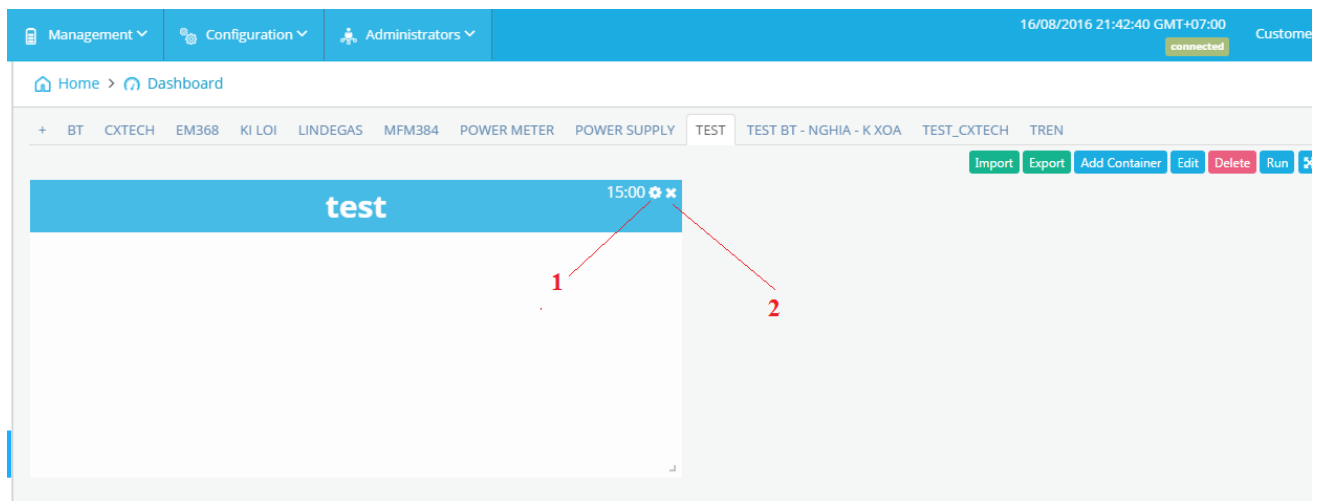 16/08/2016 21:42:40 GMT+07:00
Management Configuration Administrators Custome
connected
Home > Dashboard
+ BT CXTECH EM368 KI LOI LINDEGAS MFM384 POWER METER POWER SUPPLY TEST TEST BT - NGHIA - K XOA TEST_CXTECH TREN
Import Export Add Container Edit Delete Run
test 15:00
1
2